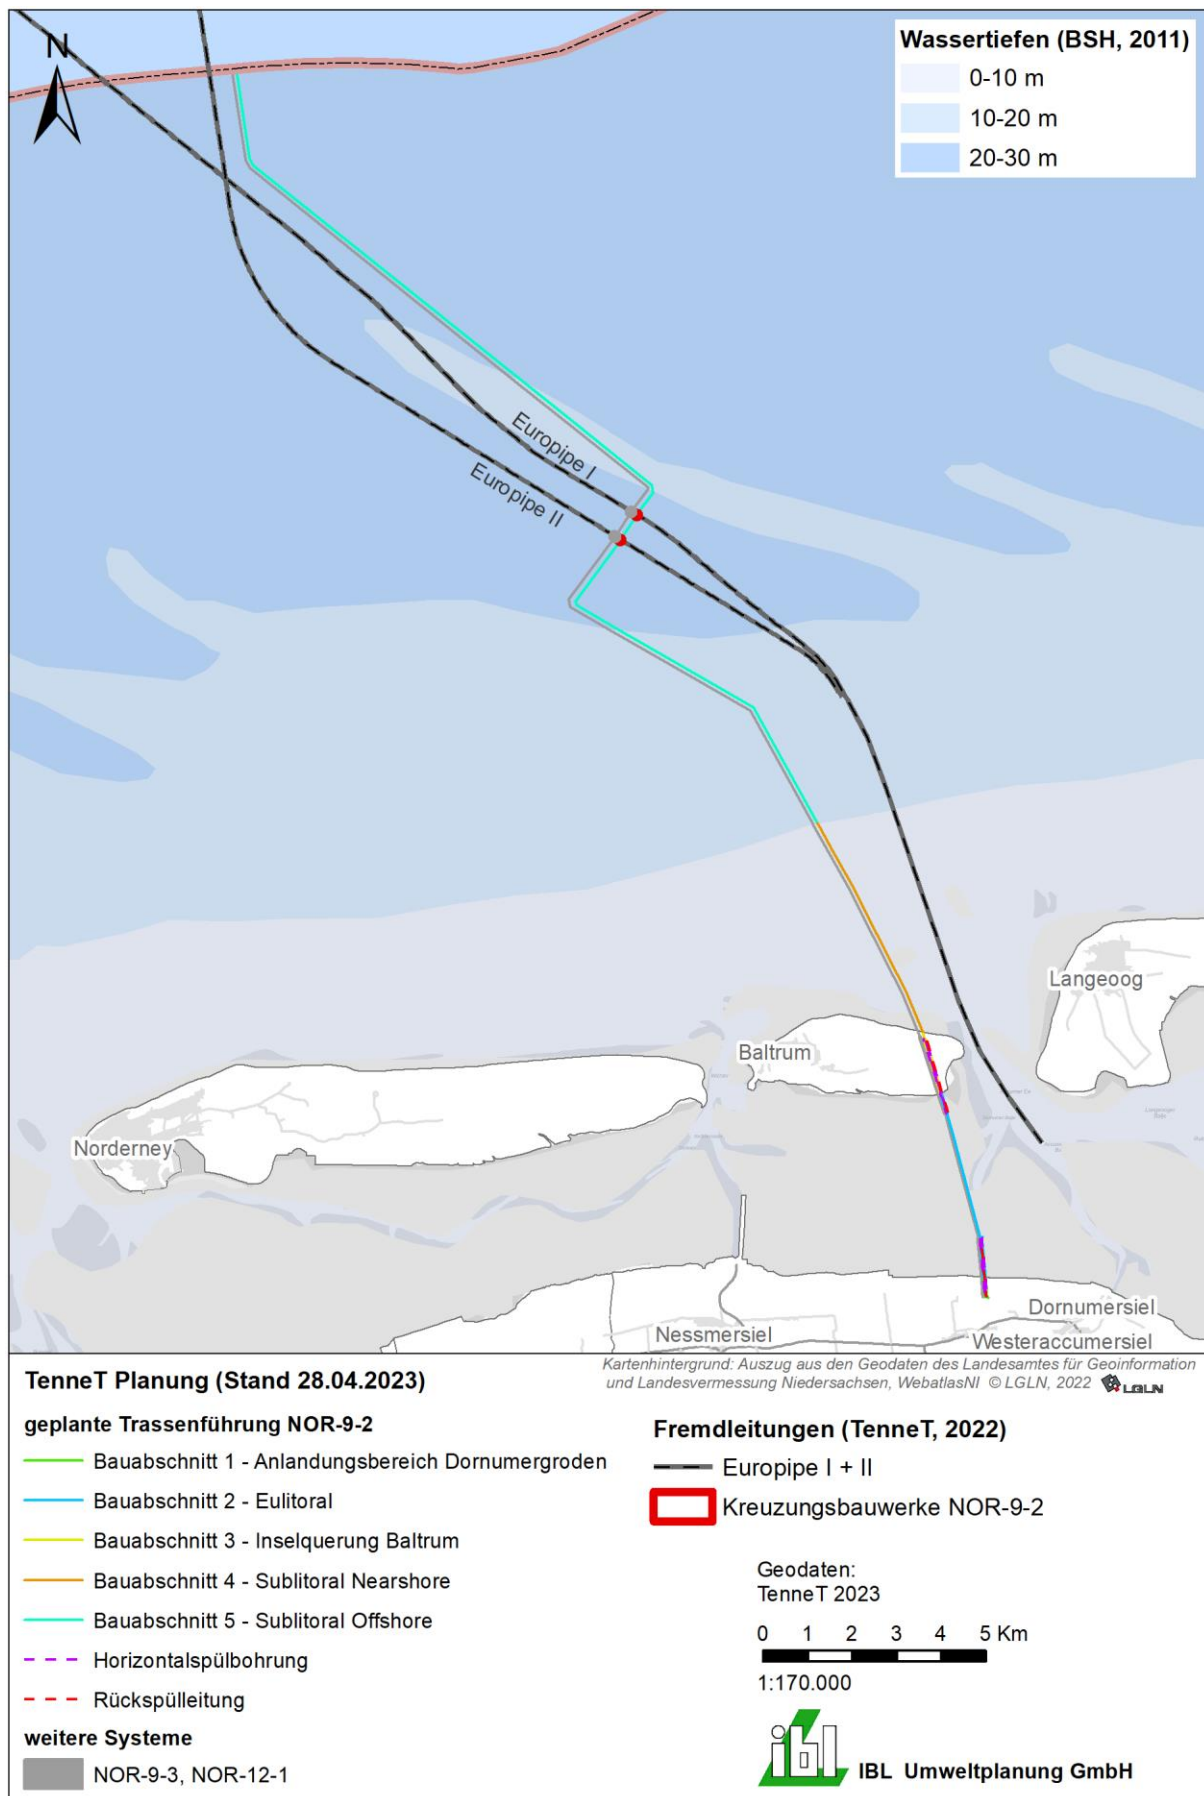 N
Wassertiefen (BSH, 2011)
0-10 m
10-20 m
20-30 m
Europipe I
Europipe II
Langeoog
Baltrum
Norderney
Dornumersiel
Nessmersiel
Westeraccumersiel
Kartenhintergrund: Auszug aus den Geodaten des Landesamtes für Geoinformation
und Landesvermessung Niedersachsen, WebatlasNI © LGLN, 2022 LGLN
TenneT Planung (Stand 28.04.2023)
geplante Trassenführung NOR-9-2
Bauabschnitt 1 - Anlandungsbereich Dornumergroden
Bauabschnitt 2 - Eulitoral
Bauabschnitt 3 - Inselquerung Baltrum
Bauabschnitt 4 - Sublitoral Nearshore
Bauabschnitt 5 - Sublitoral Offshore
Horizontalspülbohrung
Rückspülleitung
weitere Systeme
NOR-9-3, NOR-12-1
Fremdleitungen (TenneT, 2022)
Europipe I + II
Kreuzungsbauwerke NOR-9-2
Geodaten:
TenneT 2023
0 1 2 3 4 5 Km
1:170.000
ibl
IBL Umweltplanung GmbH